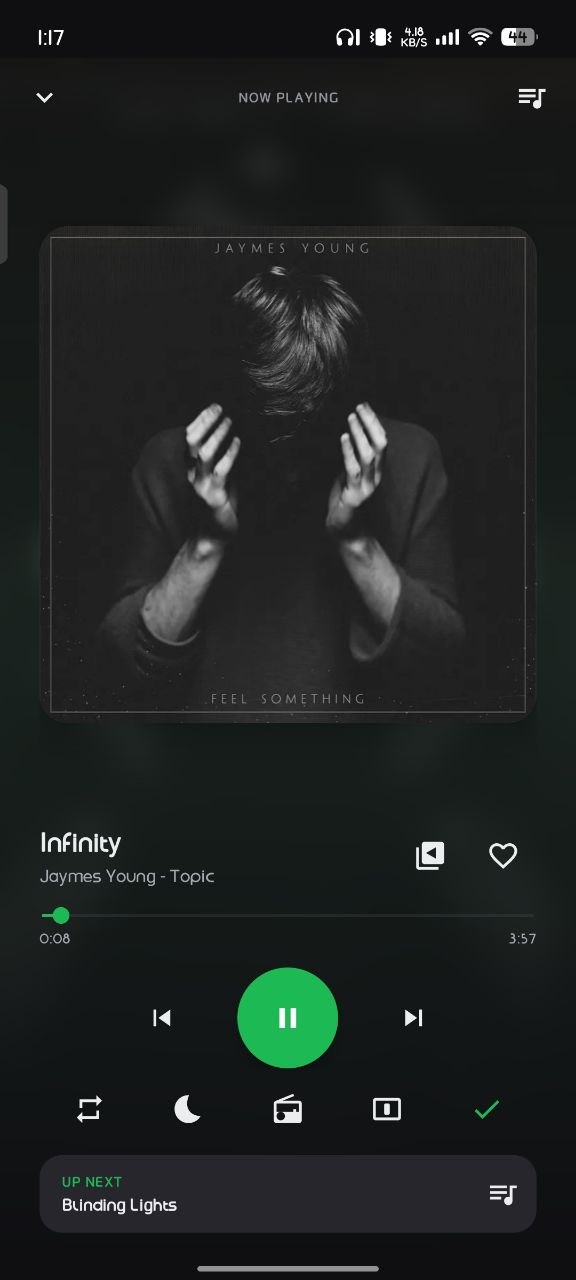 1:17
4.18
KB/S
44
NOW PLAYING
JAYMES YOUNG
FEEL SOMETHING
Infinity
Jaymes Young - Topic
0:08
3:57
UP NEXT
Blinding Lights